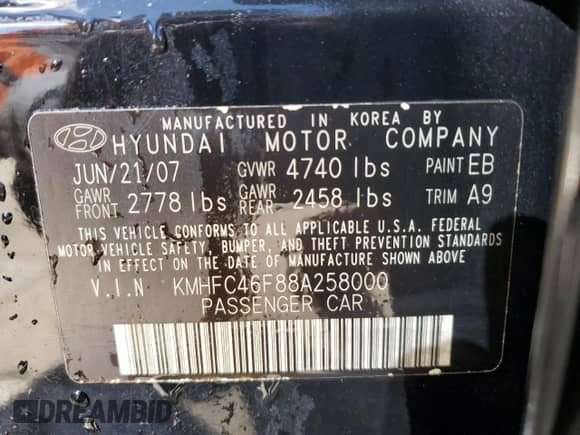 MANUFACTURED IN KOREA BY
HYUNDAI MOTOR COMPANY
JUN/21/07 GVWR 4740 lbs PAINT EB
GAWR FRONT 2778 lbs GAWR REAR 2458 lbs TRIM A9
THIS VEHICLE CONFORMS TO ALL APPLICABLE U.S.A. FEDERAL
MOTOR VEHICLE SAFETY, BUMPER, AND THEFT PREVENTION STANDARDS
IN EFFECT ON THE DATE OF MANUFACTURE SHOWN ABOVE.
V.I.N KMHFC46F88A258000
PASSENGER CAR
DREAMBID